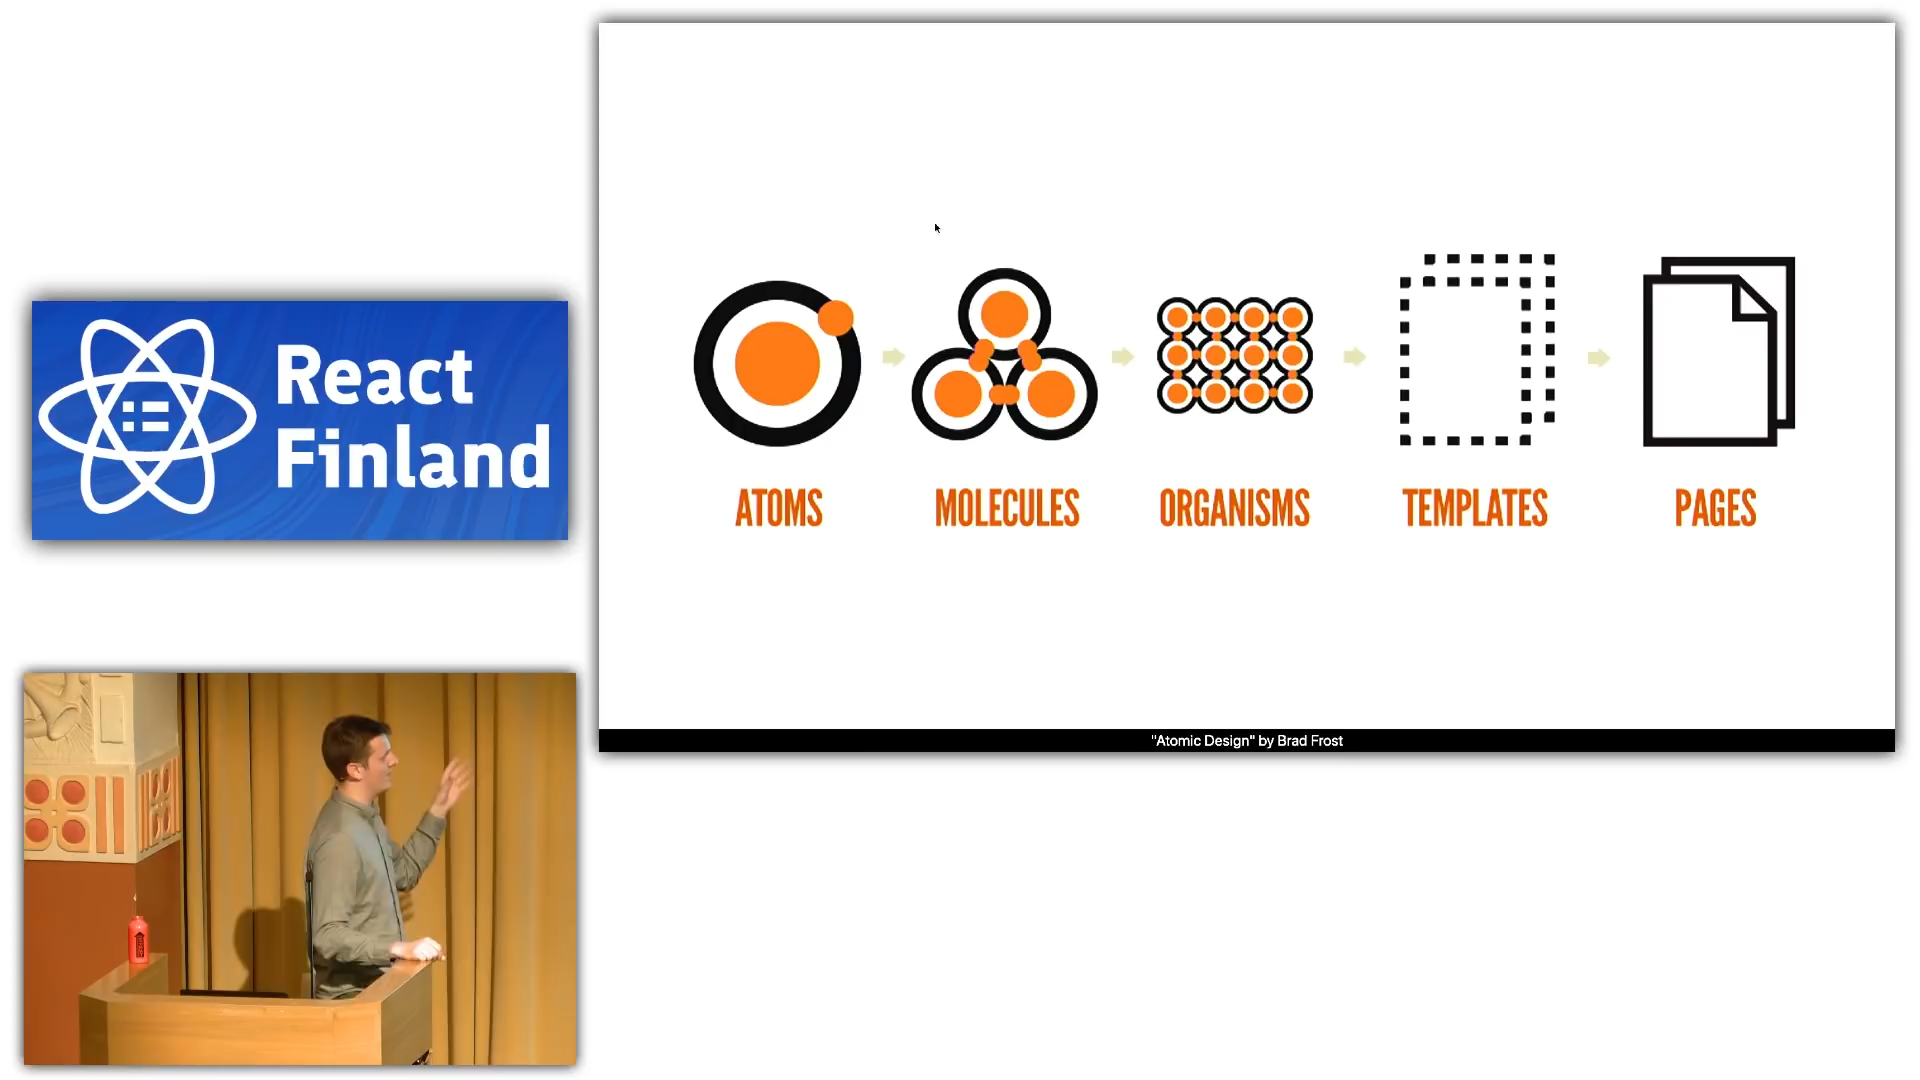 React
Finland
ATOMS
MOLECULES
ORGANISMS
TEMPLATES
PAGES
"Atomic Design" by Brad Frost